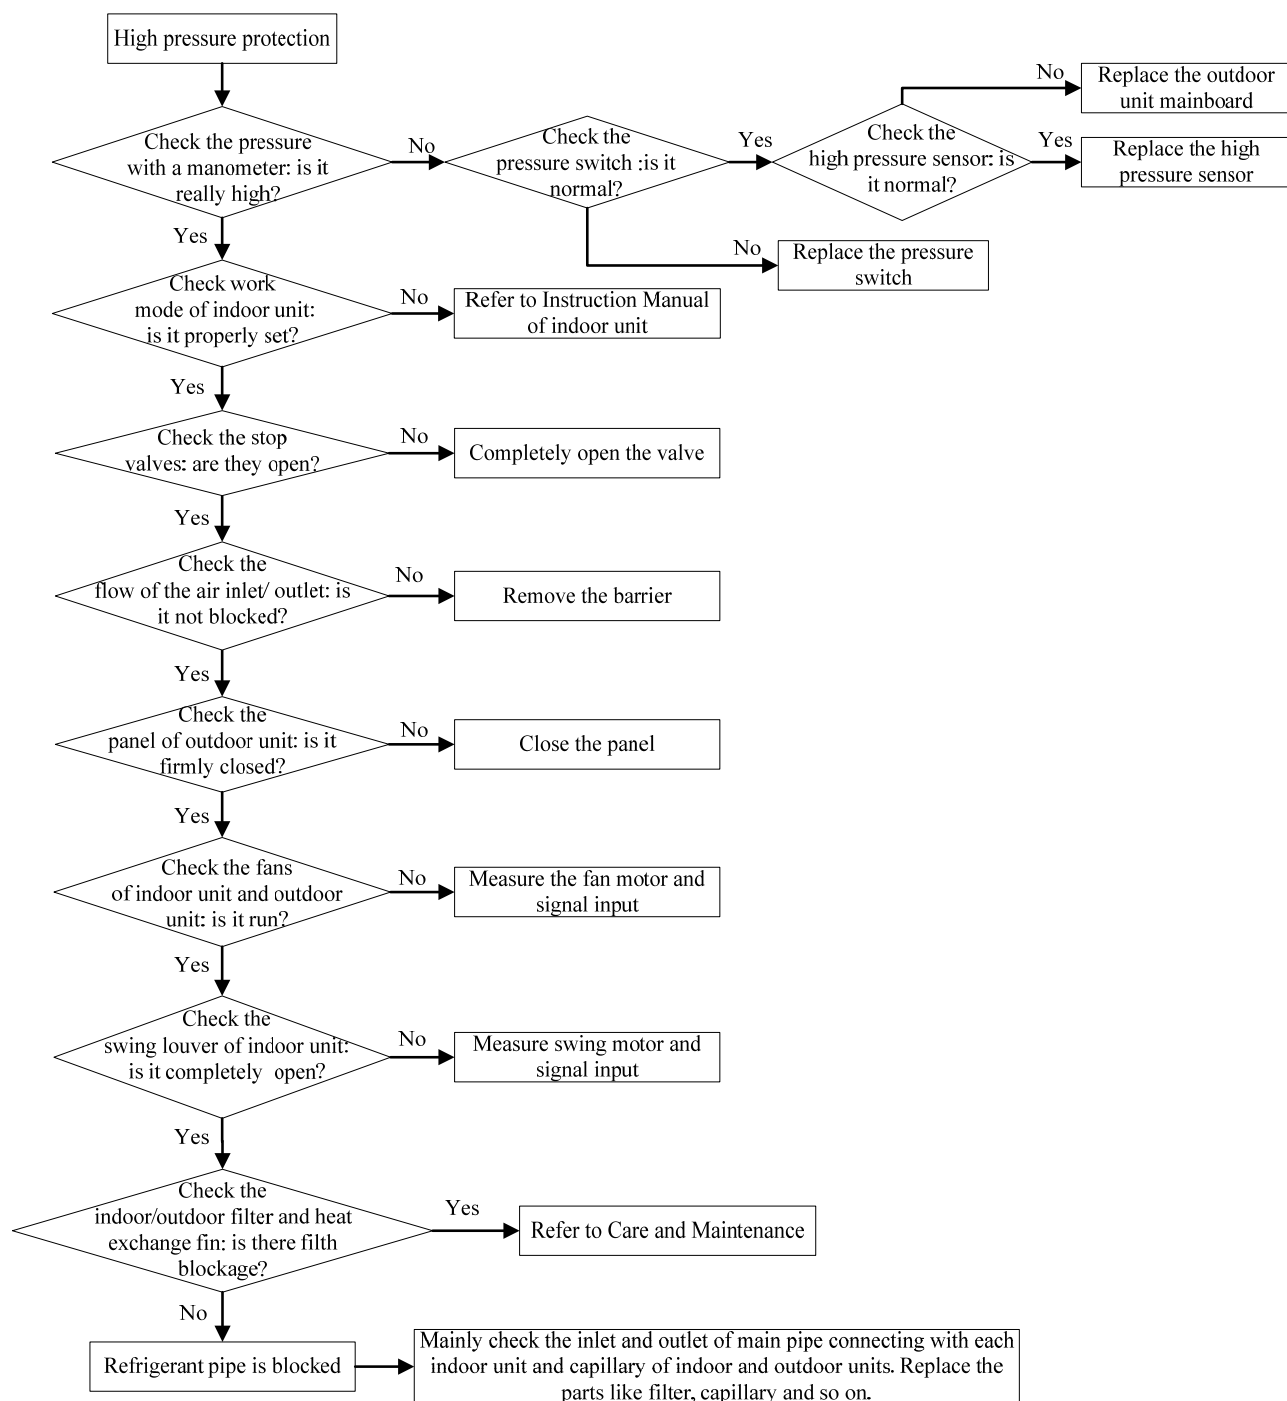 High pressure protection
Check the pressure
with a manometer: is it
really high?
No
Check the
pressure switch :is it
normal?
Yes
Check the
high pressure sensor: is
it normal?
No
Replace the outdoor
unit mainboard
Yes
Replace the high
pressure sensor
No
Replace the pressure
switch
Yes
Check work
mode of indoor unit:
is it properly set?
No
Refer to Instruction Manual
of indoor unit
Yes
Check the stop
valves: are they open?
No
Completely open the valve
Yes
Check the
flow of the air inlet/ outlet: is
it not blocked?
No
Remove the barrier
Yes
Check the
panel of outdoor unit: is it
firmly closed?
No
Close the panel
Yes
Check the fans
of indoor unit and outdoor
unit: is it run?
No
Measure the fan motor and
signal input
Yes
Check the
swing louver of indoor unit:
is it completely open?
No
Measure swing motor and
signal input
Yes
Check the
indoor/outdoor filter and heat
exchange fin: is there filth
blockage?
Yes
Refer to Care and Maintenance
No
Refrigerant pipe is blocked
Mainly check the inlet and outlet of main pipe connecting with each
indoor unit and capillary of indoor and outdoor units. Replace the
parts like filter, capillary and so on.